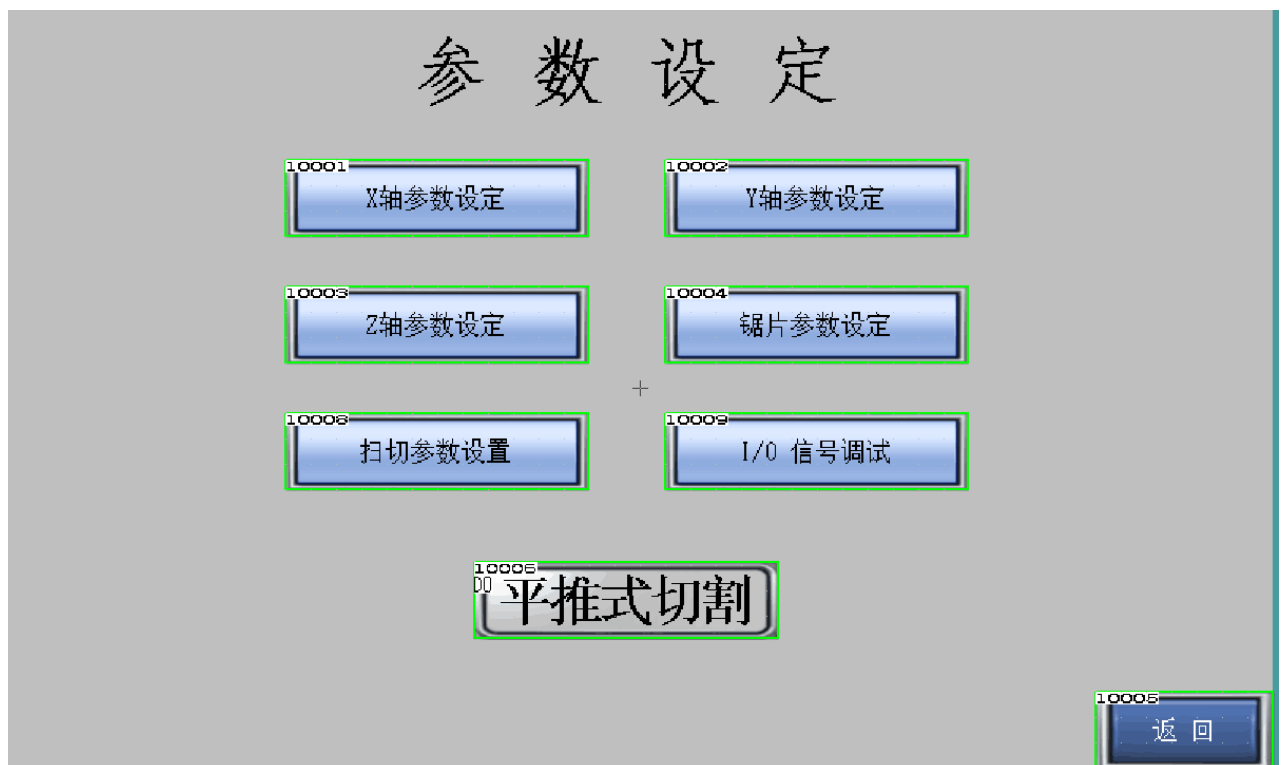 参 数 设 定
10001 10002
X轴参数设定 Y轴参数设定
10003 10004
Z轴参数设定 锯片参数设定
10008 10009
扫切参数设置 I/O 信号调试
10006
D0 平推式切割
10005
返 回